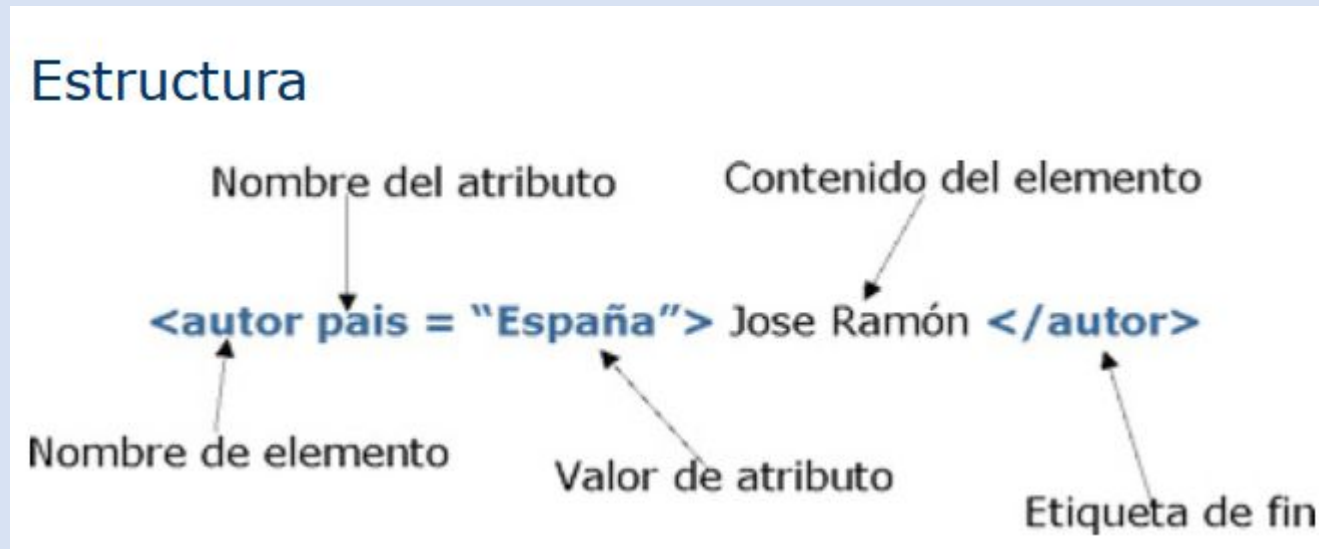 Estructura
Nombre del atributo
Contenido del elemento
<autor pais = “España”> Jose Ramón </autor>
Nombre de elemento
Valor de atributo
Etiqueta de fin